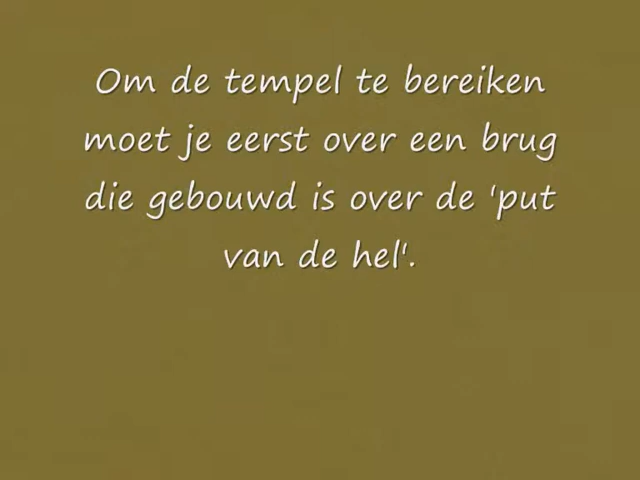 Om de tempel te bereiken
moet je eerst over een brug
die gebouwd is over de 'put
van de hel'.